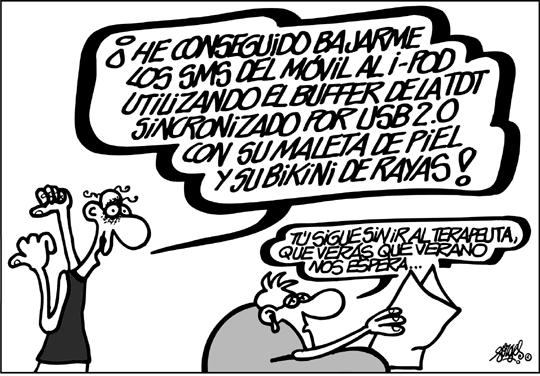 ¡HE CONSEGUIDO BAJARME
LOS SMS DEL MÓVIL AL i-POD
UTILIZANDO EL BUFFER DE LA TDT
SINCRONIZADO POR USB 2.0
CON SU MALETA DE PIEL
Y SU BIKINI DE RAYAS!
TÚ SIGUE SIN IR AL TERAPEUTA,
QUE VERÁS QUE VERANO
NOS ESPERA...